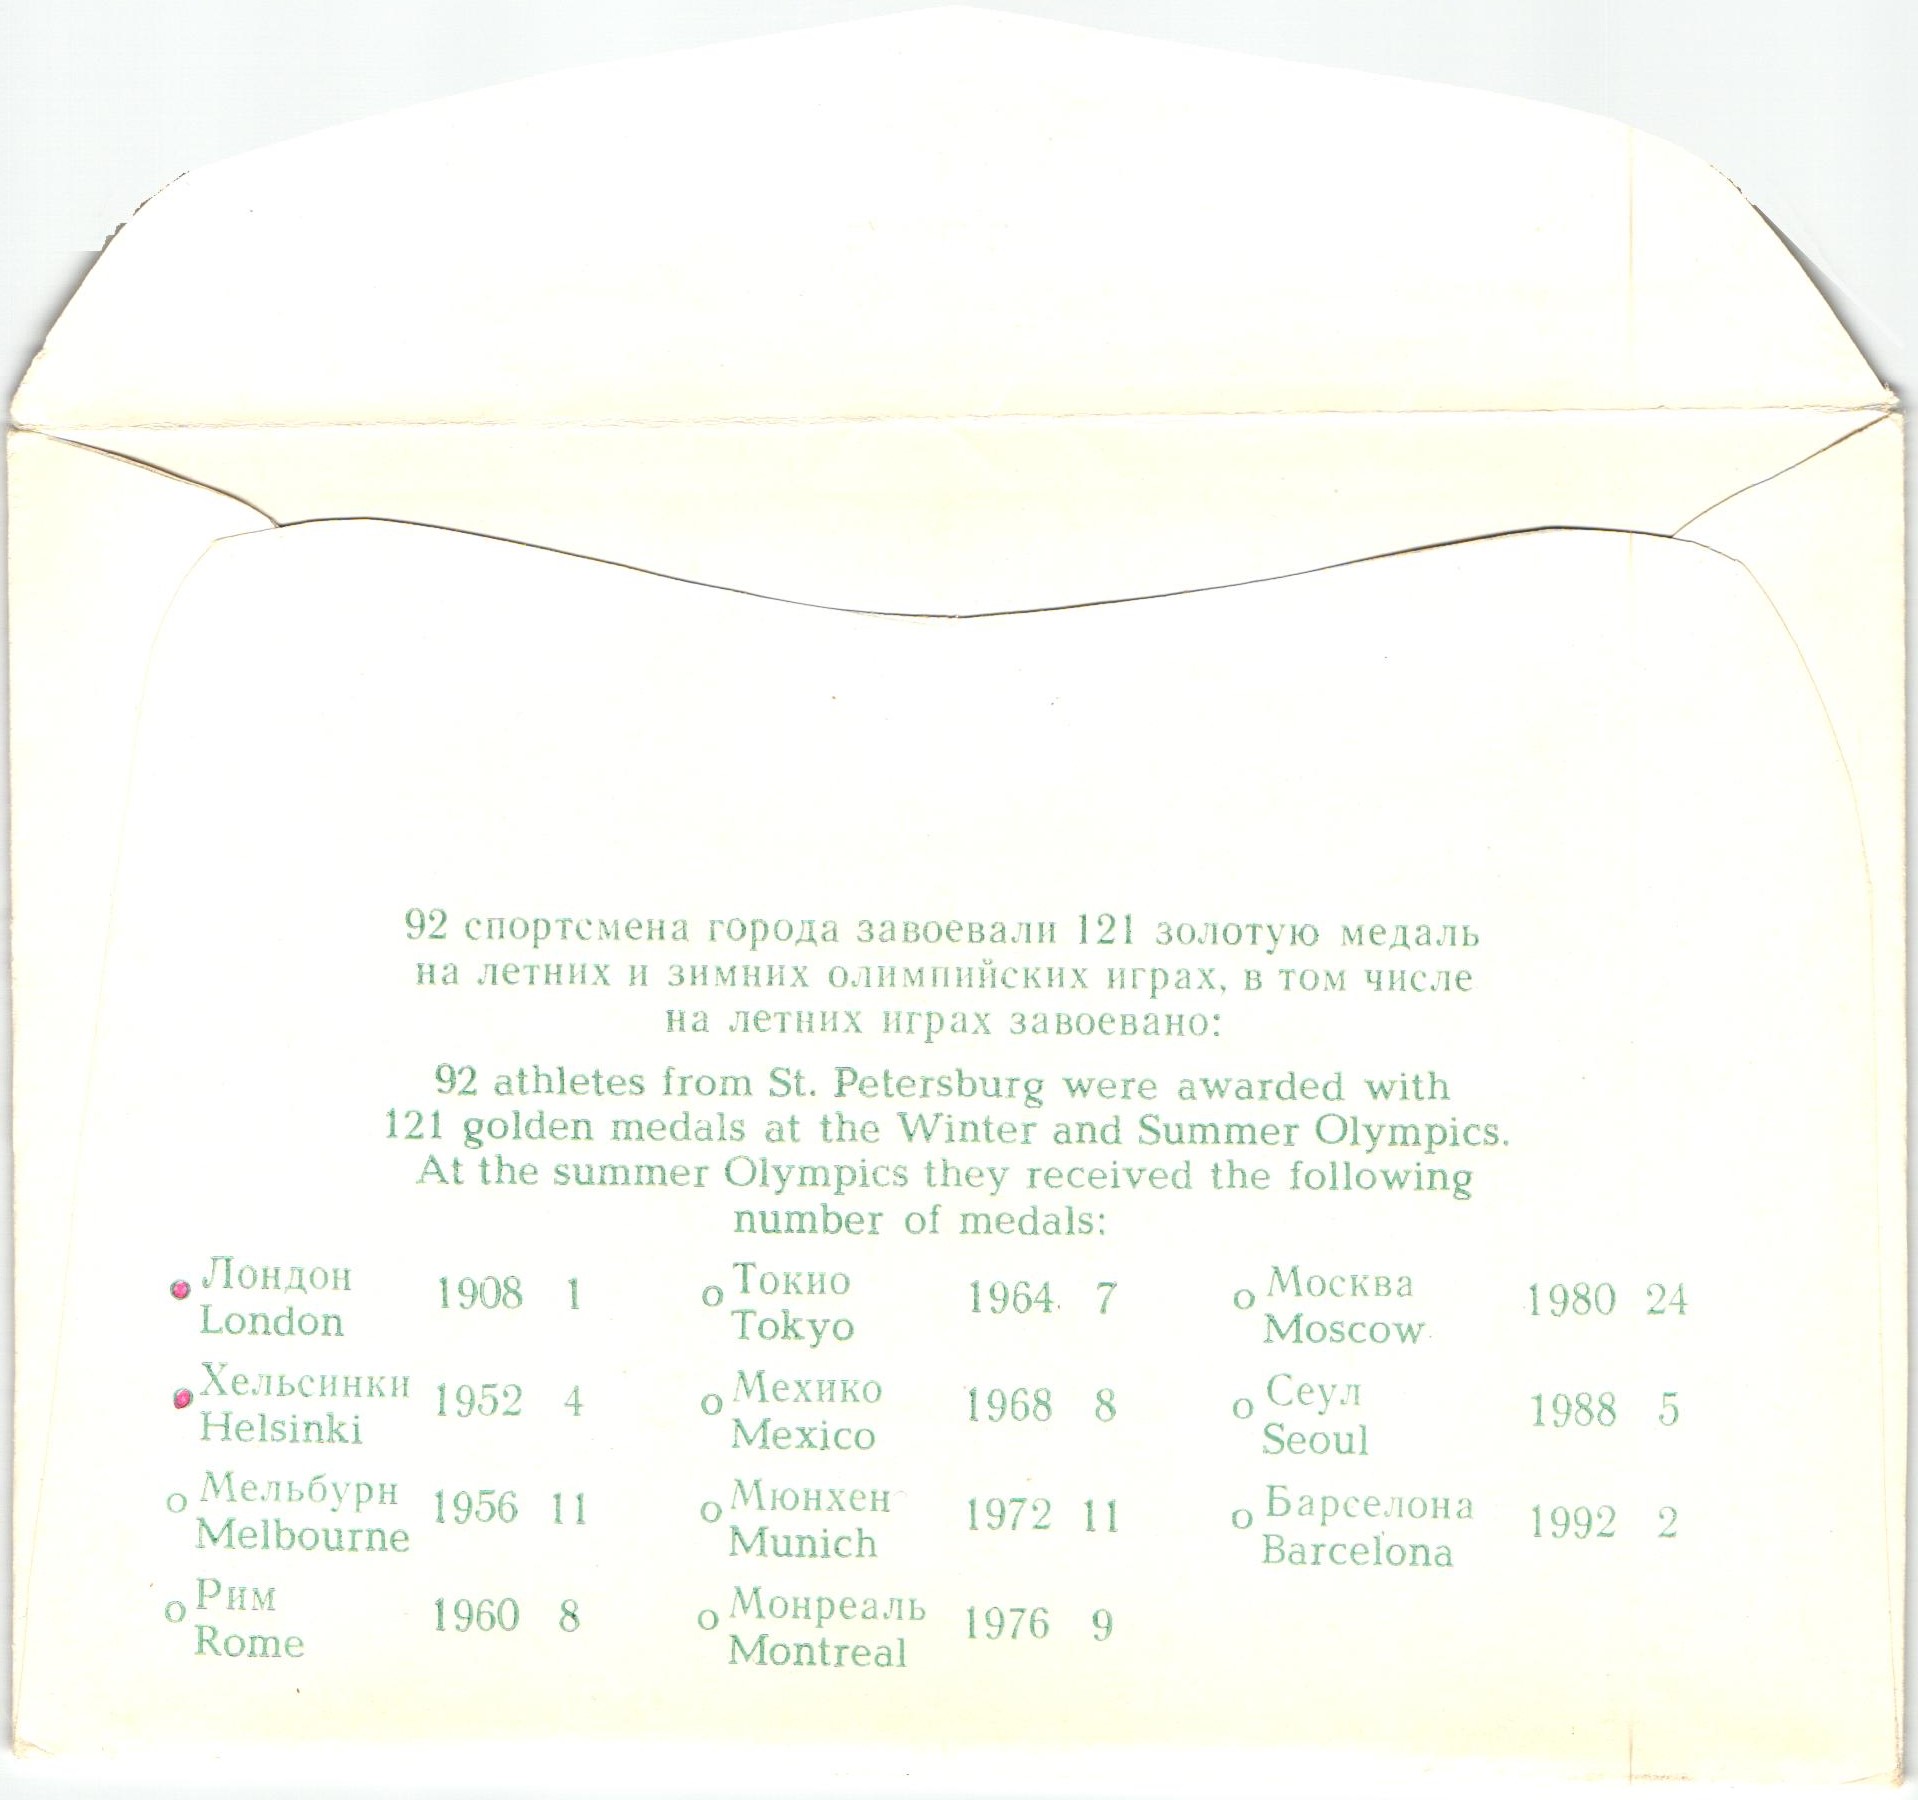 92 спортсмена города завоевали 121 золотую медаль
на летних и зимних олимпийских играх, в том числе
на летних играх завоевано:
92 athletes from St. Petersburg were awarded with
121 golden medals at the Winter and Summer Olympics.
At the summer Olympics they received the following
number of medals:
Лондон
London 1908 1
Хельсинки
Helsinki 1952 4
Мельбурн
Melbourne 1956 11
Рим
Rome 1960 8
Токио
Tokyo 1964 7
Мехико
Mexico 1968 8
Мюнхен
Munich 1972 11
Монреаль
Montreal 1976 9
Москва
Moscow 1980 24
Сеул
Seoul 1988 5
Барселона
Barcelona 1992 2